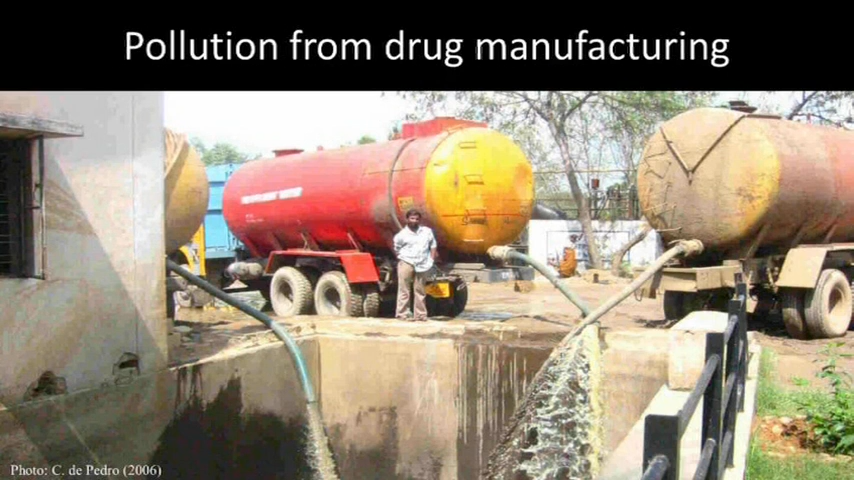 Pollution from drug manufacturing
Photo: C. de Pedro (2006)